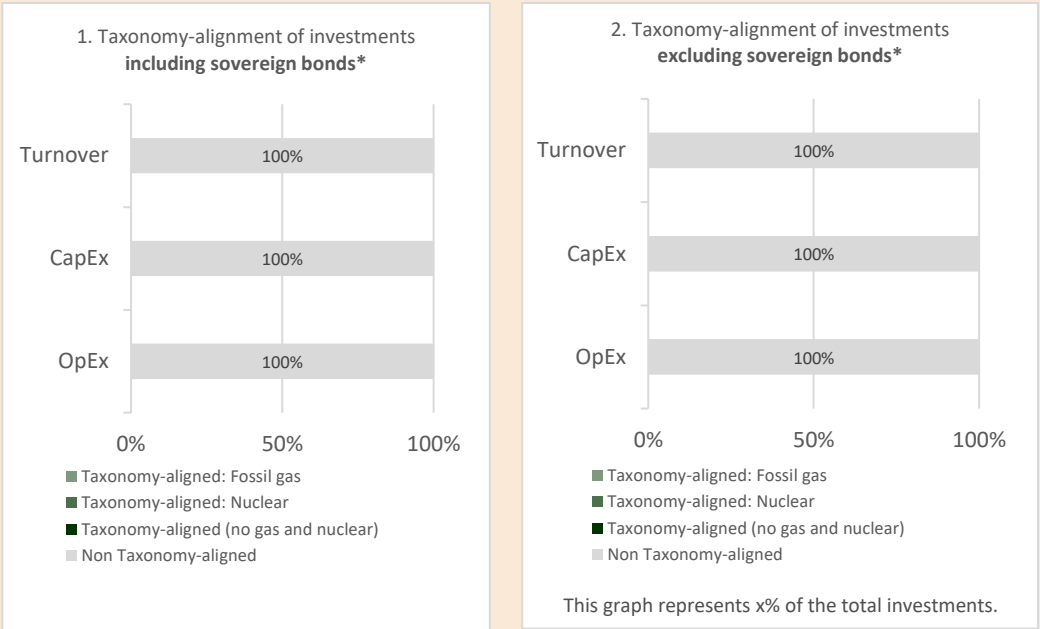 1. Taxonomy-alignment of investments
including sovereign bonds*
Turnover
100%
CapEx
100%
OpEx
100%
0% 50% 100%
Taxonomy-aligned: Fossil gas
Taxonomy-aligned: Nuclear
Taxonomy-aligned (no gas and nuclear)
Non Taxonomy-aligned
2. Taxonomy-alignment of investments
excluding sovereign bonds*
Turnover
100%
CapEx
100%
OpEx
100%
0% 50% 100%
Taxonomy-aligned: Fossil gas
Taxonomy-aligned: Nuclear
Taxonomy-aligned (no gas and nuclear)
Non Taxonomy-aligned
This graph represents x% of the total investments.